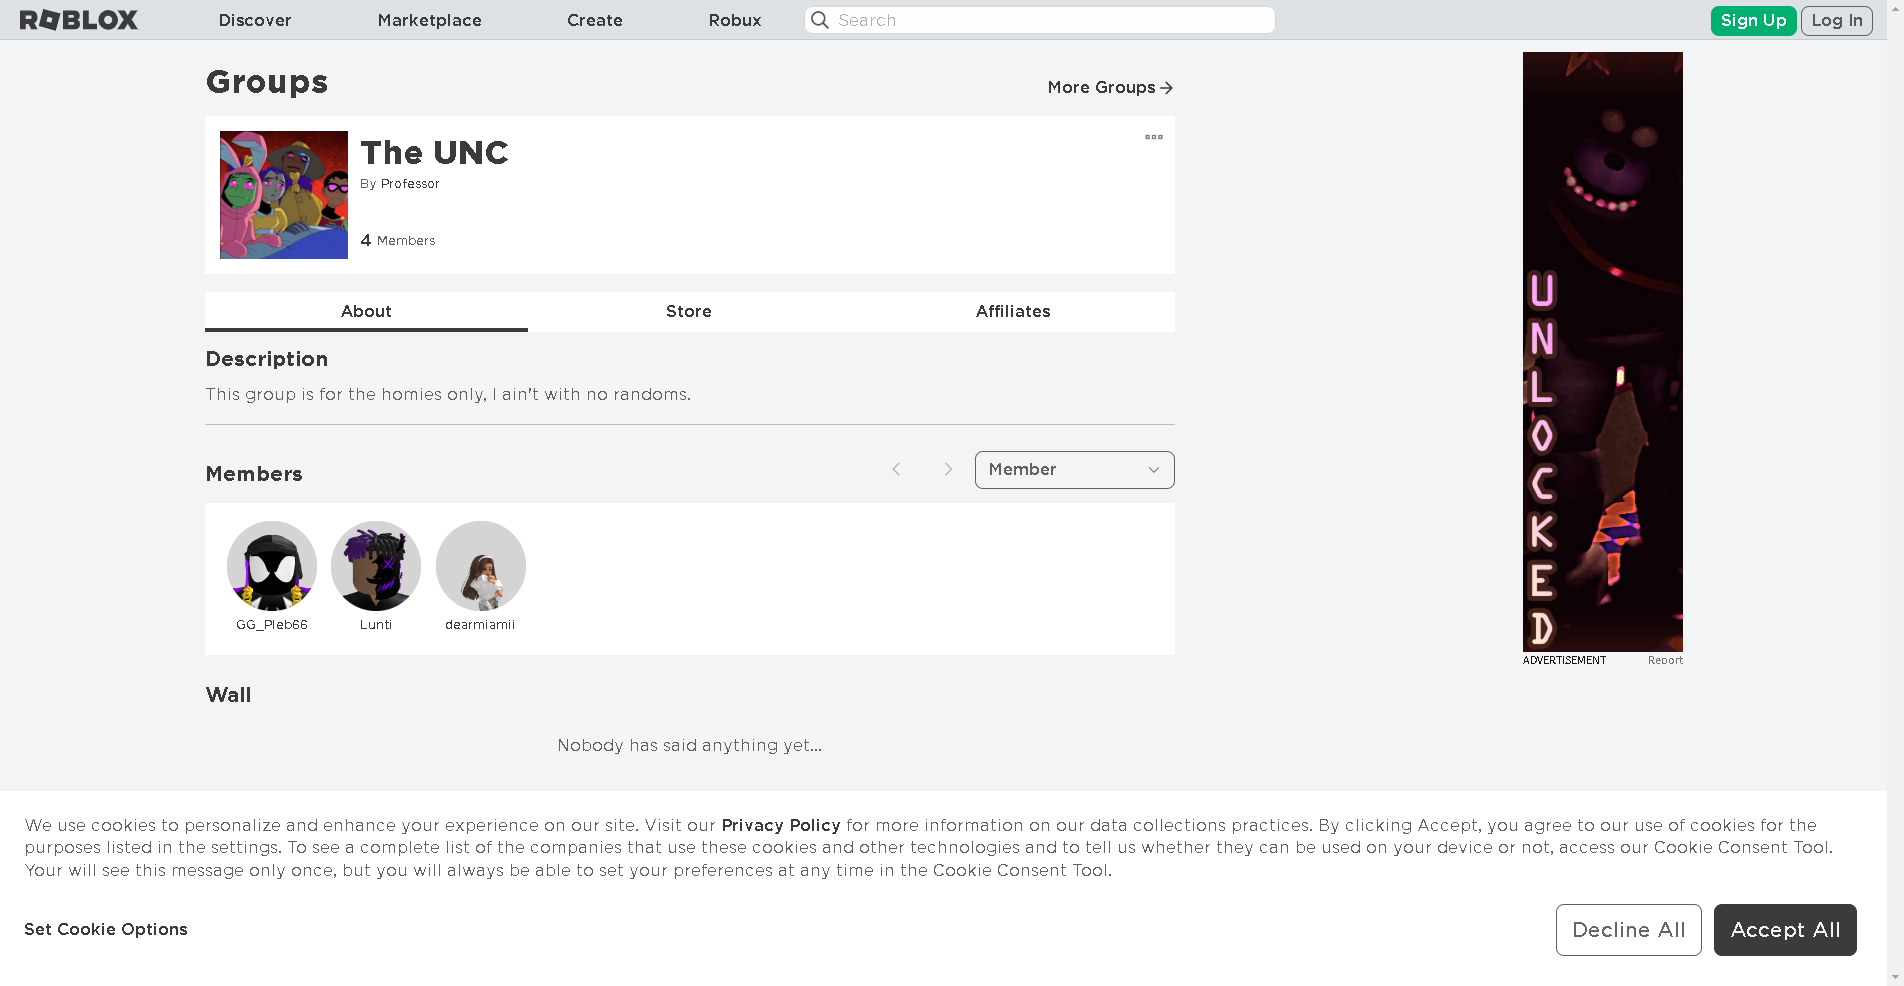 ROBLOX
Discover
Marketplace
Create
Robux
Search
Sign Up
Log In
Groups
More Groups
The UNC
By Professor
4 Members
About
Store
Affiliates
Description
This group is for the homies only, I ain't with no randoms.
Members
Member
GG_Pleb66
Lunti
dearmiamii
Wall
Nobody has said anything yet...
UNLOCKED
ADVERTISEMENT
Report
We use cookies to personalize and enhance your experience on our site. Visit our Privacy Policy for more information on our data collections practices. By clicking Accept, you agree to our use of cookies for the
purposes listed in the settings. To see a complete list of the companies that use these cookies and other technologies and to tell us whether they can be used on your device or not, access our Cookie Consent Tool.
Your will see this message only once, but you will always be able to set your preferences at any time in the Cookie Consent Tool.
Set Cookie Options
Decline All
Accept All